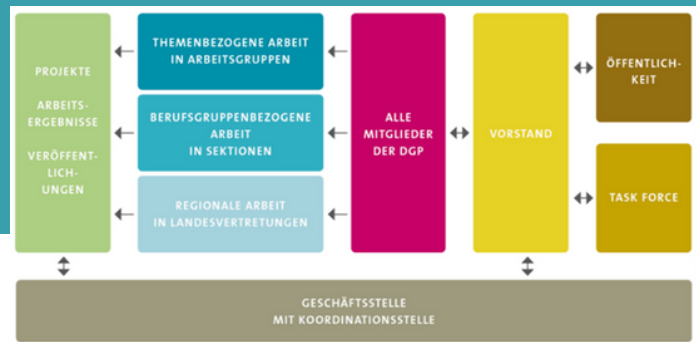 PROJEKTE
ARBEITS-
ERGEBNISSE
VERÖFFENT-
LICH-
UNGEN
THEMENBEZOGENE ARBEIT
IN ARBEITSGRUPPEN
BERUFSGRUPPENBEZOGENE
ARBEIT
IN SEKTIONEN
REGIONALE ARBEIT
IN LANDESVERTRETUNGEN
ALLE
MITGLIEDER
DER DGP
VORSTAND
ÖFFENTLICH-
KEIT
TASK FORCE
GESCHÄFTSSTELLE
MIT KOORDINATIONSSTELLE